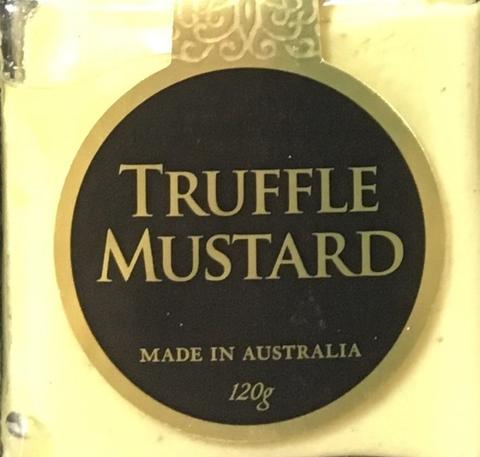 TRUFFLE
MUSTARD
MADE IN AUSTRALIA
120g